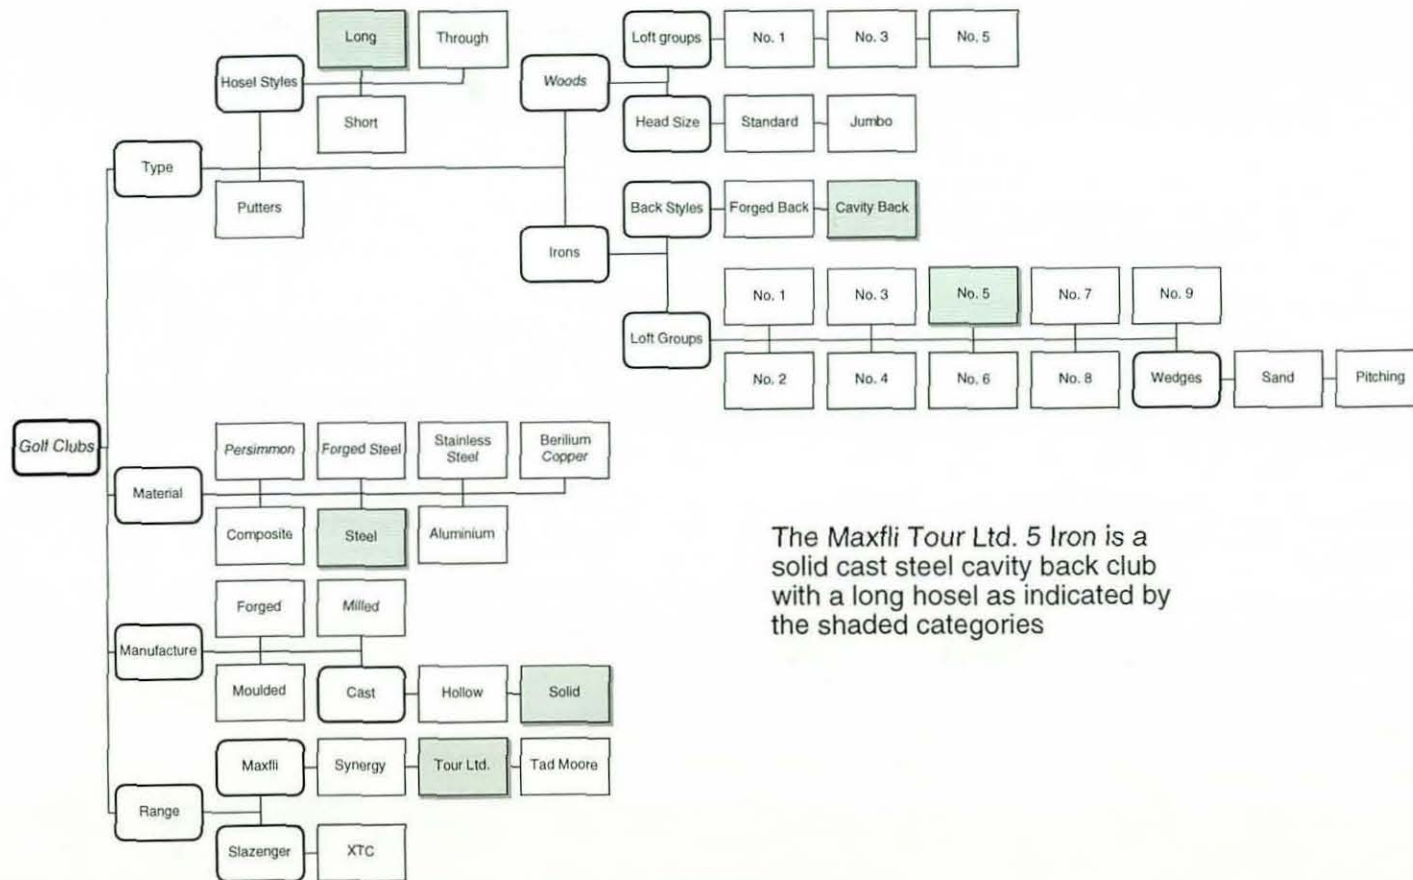 Long
Through
Hosel Styles
Short
Type
Putters
Woods
Loft groups
No. 1
No. 3
No. 5
Head Size
Standard
Jumbo
Irons
Back Styles
Forged Back
Cavity Back
Loft Groups
No. 1
No. 3
No. 5
No. 7
No. 9
No. 2
No. 4
No. 6
No. 8
Wedges
Sand
Pitching
Golf Clubs
Material
Persimmon
Forged Steel
Stainless
Steel
Berilium
Copper
Composite
Steel
Aluminium
Manufacture
Forged
Milled
Moulded
Cast
Hollow
Solid
Range
Maxfli
Synergy
Tour Ltd.
Tad Moore
Slazenger
XTC
The Maxfli Tour Ltd. 5 Iron is a
solid cast steel cavity back club
with a long hosel as indicated by
the shaded categories